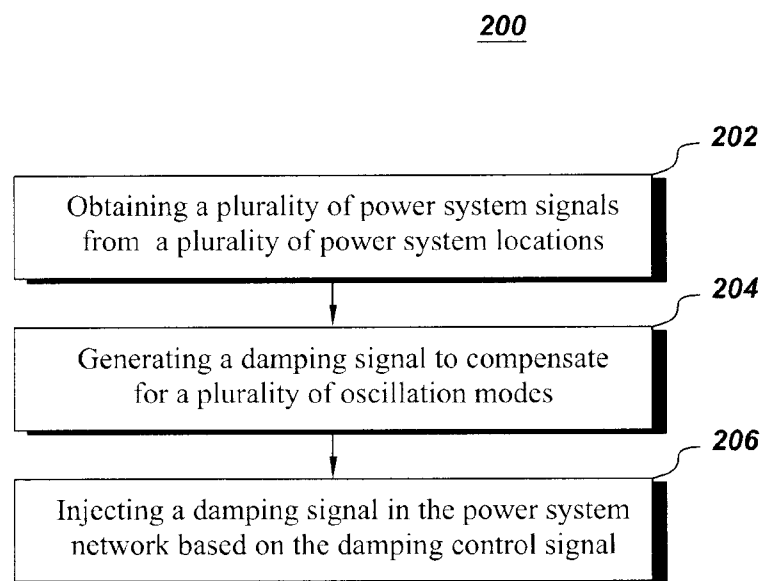 200
202
Obtaining a plurality of power system signals
from a plurality of power system locations
204
Generating a damping signal to compensate
for a plurality of oscillation modes
206
Injecting a damping signal in the power system
network based on the damping control signal